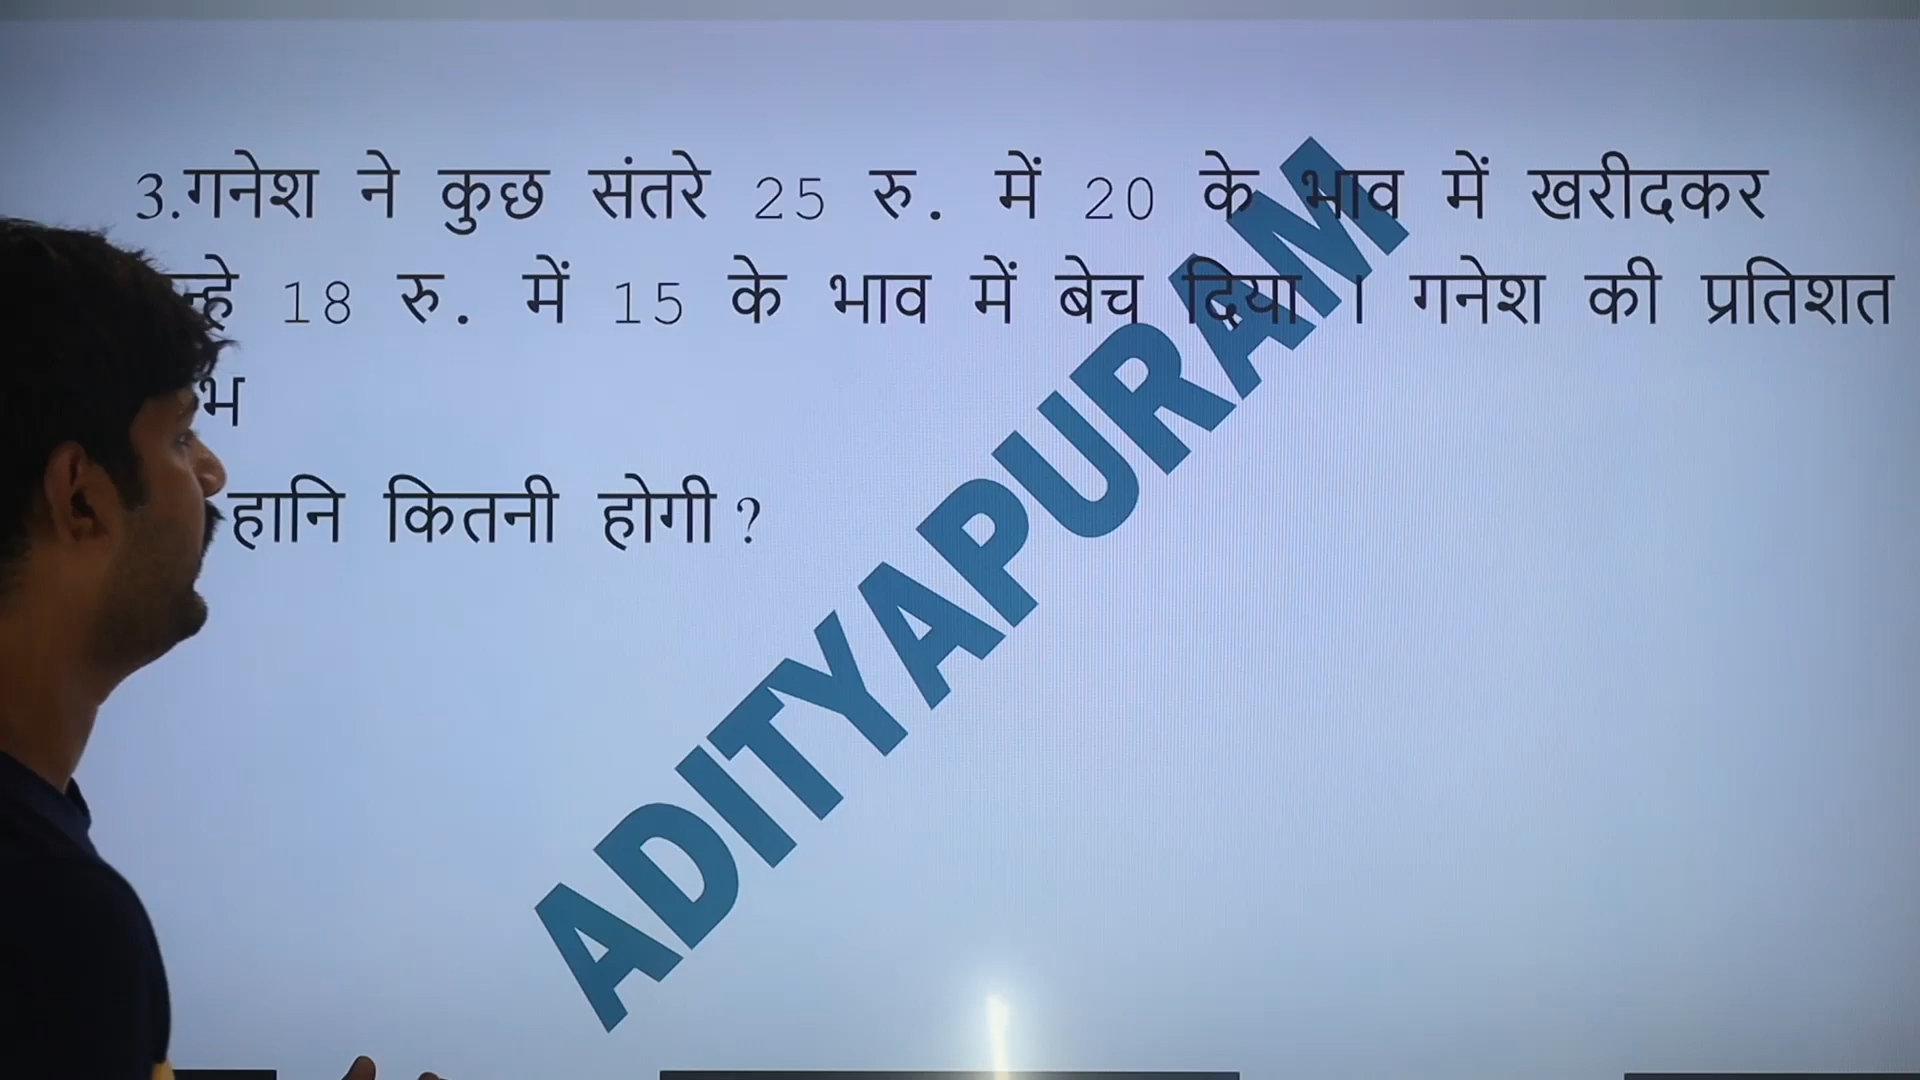 3.गनेश ने कुछ संतरे 25 रु. में 20 के भाव में खरीदकर
18 रु. में 15 के भाव में बेच दिया । गनेश की प्रतिशत
हानि कितनी होगी?
ADITYAPURAM